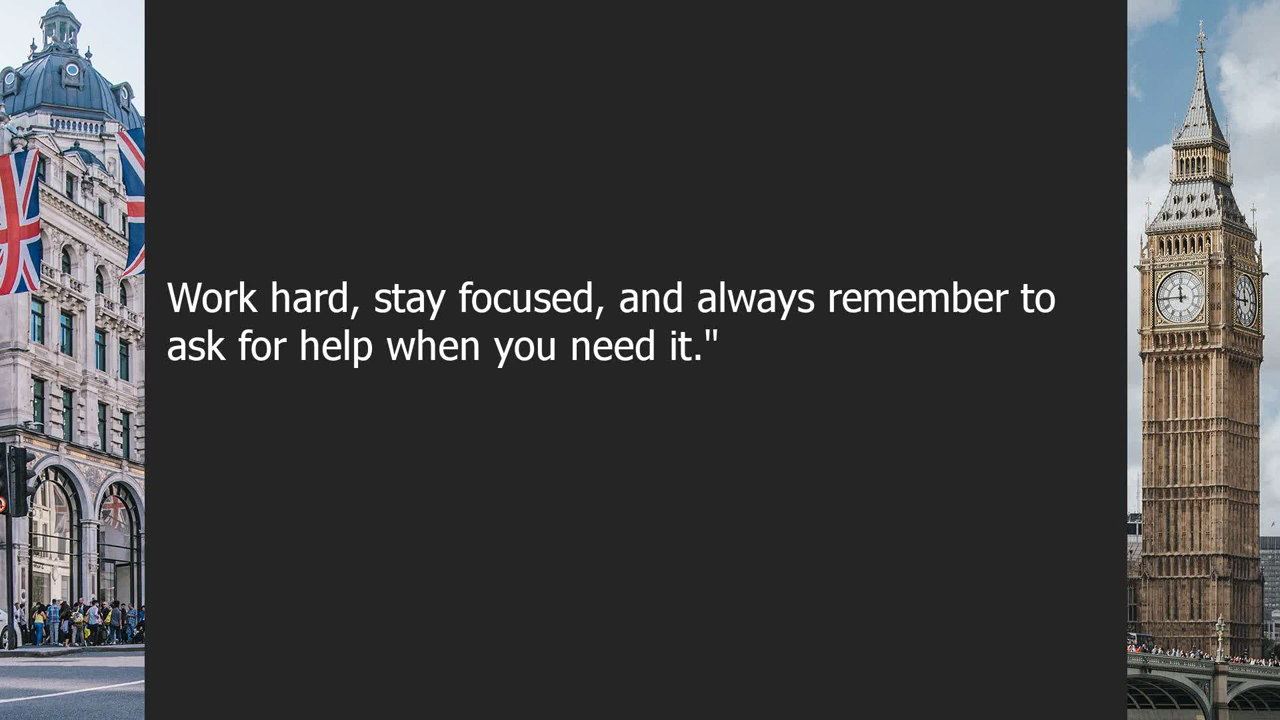 Work hard, stay focused, and always remember to
ask for help when you need it."